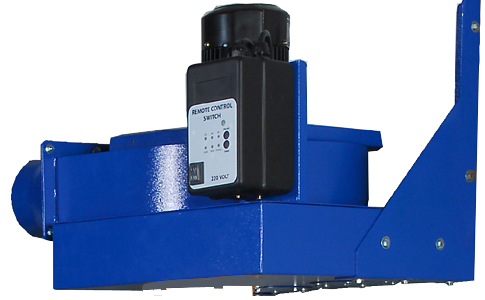 REMOTE CONTROL
SWITCH
220 VOLT